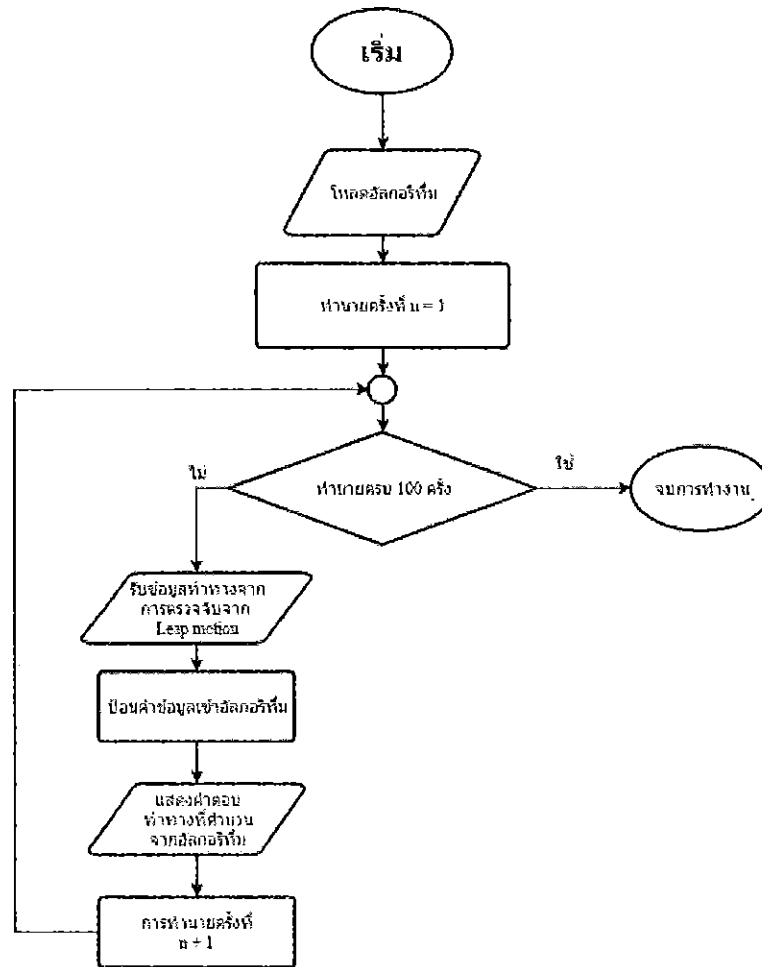 เริ่ม
โหลดอัลกอริทึ่ม
ทำนายครั้งที่ n = 1
ทำนายครบ 100 ครั้ง
ไม่
ใช่
จบการทำงาน
รับข้อมูลท่าทางจาก
การตรวจจับจาก
Leap motion
ป้อนค่าข้อมูลเข้าอัลกอริทึ่ม
แสดงคำตอบ
ท่าทางที่คำนวน
จากอัลกอริทึ่ม
การทำนายครั้งที่
n + 1